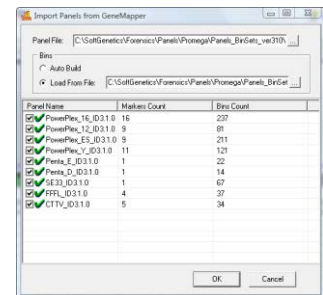 Import Panels from GeneMapper
Panel File: C:\SoftGenetics\Forensics\Panels\Promega\Panels_BinSets_ver310\ ...
Bins
Auto Build
Load From File: C:\SoftGenetics\Forensics\Panels\Promega\Panels_BinSet ...
Panel Name Markers Count Bins Count
PowerPlex_16_ID3.1.0 16 237
PowerPlex_12_ID3.1.0 9 81
PowerPlex_ES_ID3.1.0 9 211
PowerPlex_Y_ID3.1.0 11 121
Penta_E_ID3.1.0 1 22
Penta_D_ID3.1.0 1 14
SE33_ID3.1.0 1 67
FFFL_ID3.1.0 4 37
CTTV_ID3.1.0 5 34
OK Cancel